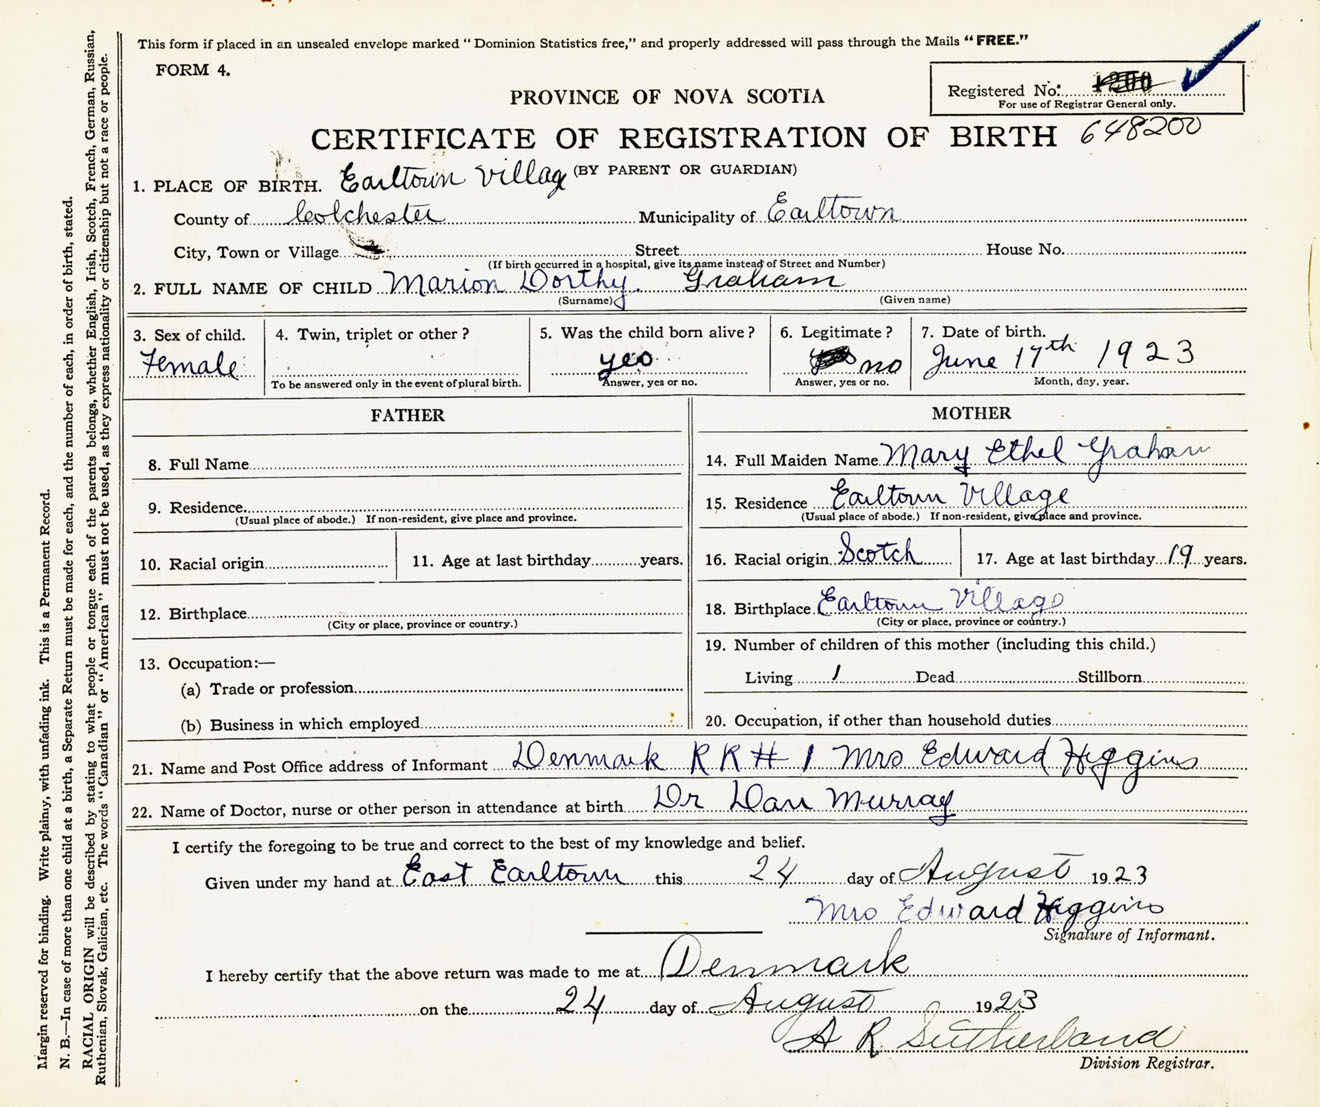 This form if placed in an unsealed envelope marked “Dominion Statistics free,” and properly addressed will pass through the Mails “FREE.”
FORM 4.
Registered No.
For use of Registrar General only.
648200
PROVINCE OF NOVA SCOTIA
CERTIFICATE OF REGISTRATION OF BIRTH
(BY PARENT OR GUARDIAN)
1. PLACE OF BIRTH. Earltown Village
County of Colchester Municipality of Earltown
City, Town or Village Street House No.
(If birth occurred in a hospital, give its name instead of Street and Number)
2. FULL NAME OF CHILD Marion Dorthy. Graham
(Surname) (Given name)
3. Sex of child. Female
4. Twin, triplet or other?
To be answered only in the event of plural birth.
5. Was the child born alive? yes
Answer, yes or no.
6. Legitimate? no
Answer, yes or no.
7. Date of birth. June 17th 1923
Month, day, year.
FATHER
8. Full Name
9. Residence
(Usual place of abode.) If non-resident, give place and province.
10. Racial origin 11. Age at last birthday years.
12. Birthplace
(City or place, province or country.)
13. Occupation:—
(a) Trade or profession
(b) Business in which employed
MOTHER
14. Full Maiden Name Mary Ethel Graham
15. Residence Earltown Village
(Usual place of abode.) If non-resident, give place and province.
16. Racial origin Scotch 17. Age at last birthday 19 years.
18. Birthplace Earltown Village
(City or place, province or country.)
19. Number of children of this mother (including this child.)
Living 1 Dead Stillborn
20. Occupation, if other than household duties
21. Name and Post Office address of Informant Denmark RR # 1 Mrs Edward Higgins
22. Name of Doctor, nurse or other person in attendance at birth Dr Dan Murray
I certify the foregoing to be true and correct to the best of my knowledge and belief.
Given under my hand at East Earltown this 24 day of August 1923
Mrs Edward Higgins
Signature of Informant.
I hereby certify that the above return was made to me at Denmark
on the 24 day of August 1923
A R Sutherland
Division Registrar.
Margin reserved for binding. Write plainly, with unfading ink. This is a Permanent Record.
N. B.—In case of more than one child at a birth, a Separate Return must be made for each, and the number of each, in order of birth, stated.
RACIAL ORIGIN will be described by stating to what people or tongue each of the parents belongs, whether English, Irish, Scotch, French, German, Russian,
Ruthenian, Slovak, Galician, etc. The words “Canadian” or “American” must not be used, as they express nationality or citizenship but not a race or people.